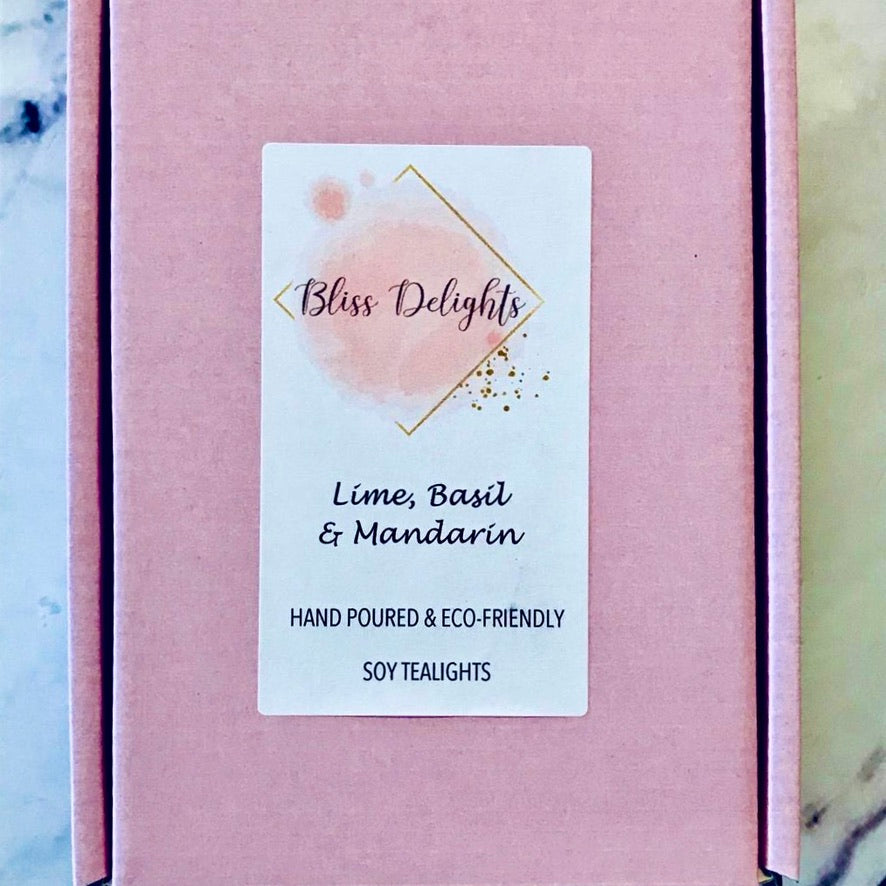 Bliss Delights
Lime, Basil
& Mandarin
HAND POURED & ECO-FRIENDLY
SOY TEALIGHTS